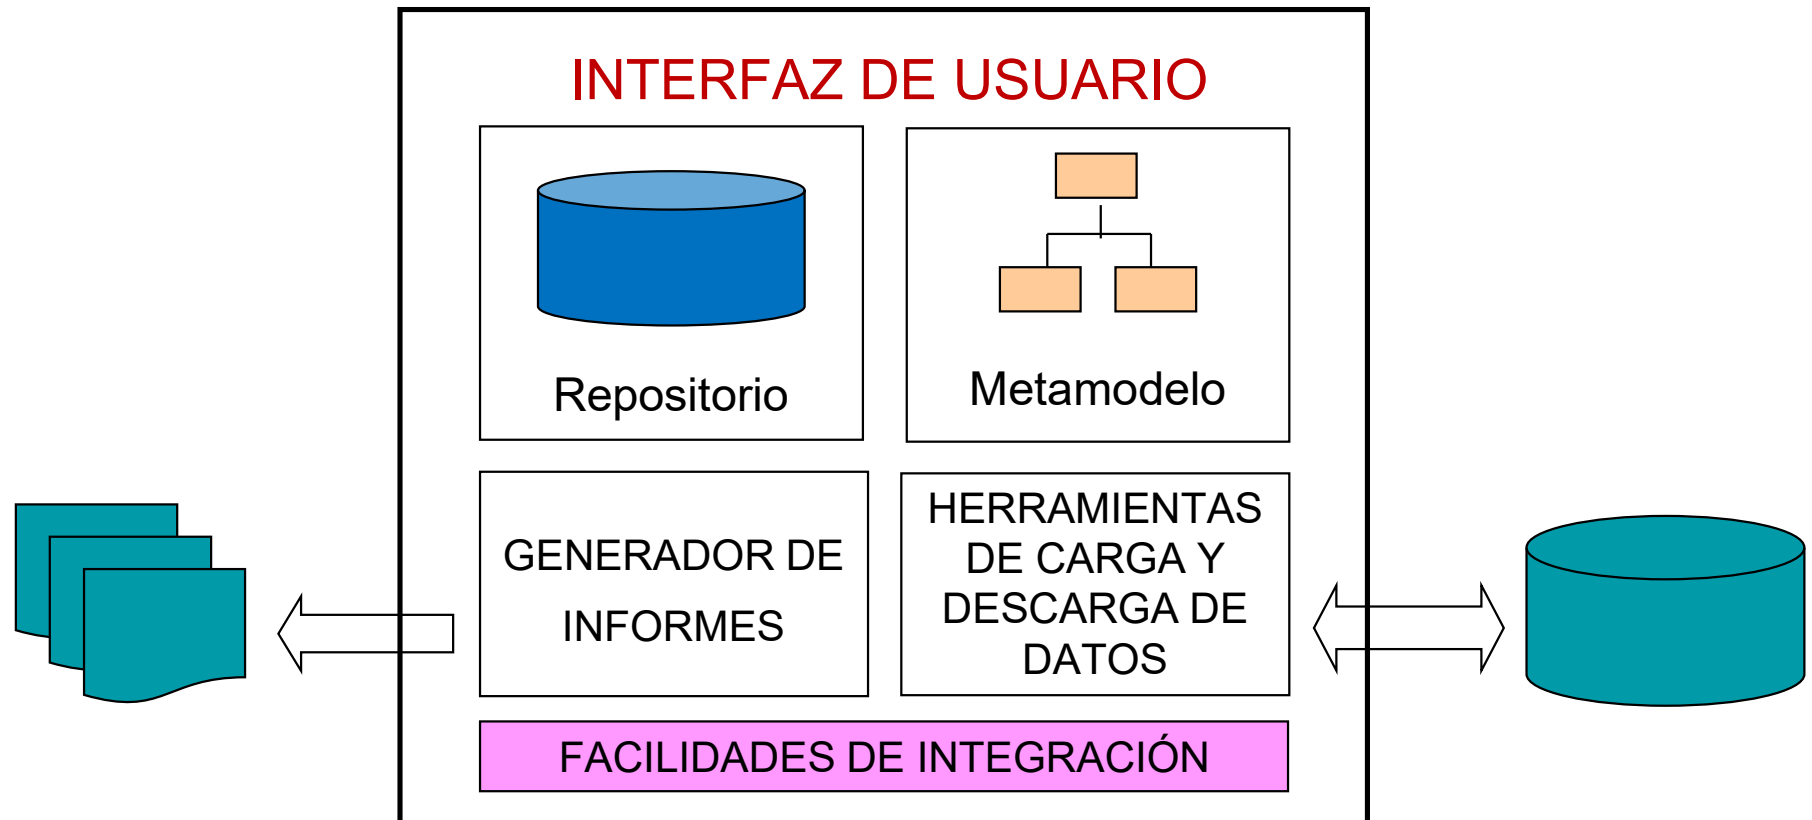 INTERFAZ DE USUARIO
Repositorio
Metamodelo
GENERADOR DE
INFORMES
HERRAMIENTAS
DE CARGA Y
DESCARGA DE
DATOS
FACILIDADES DE INTEGRACIÓN